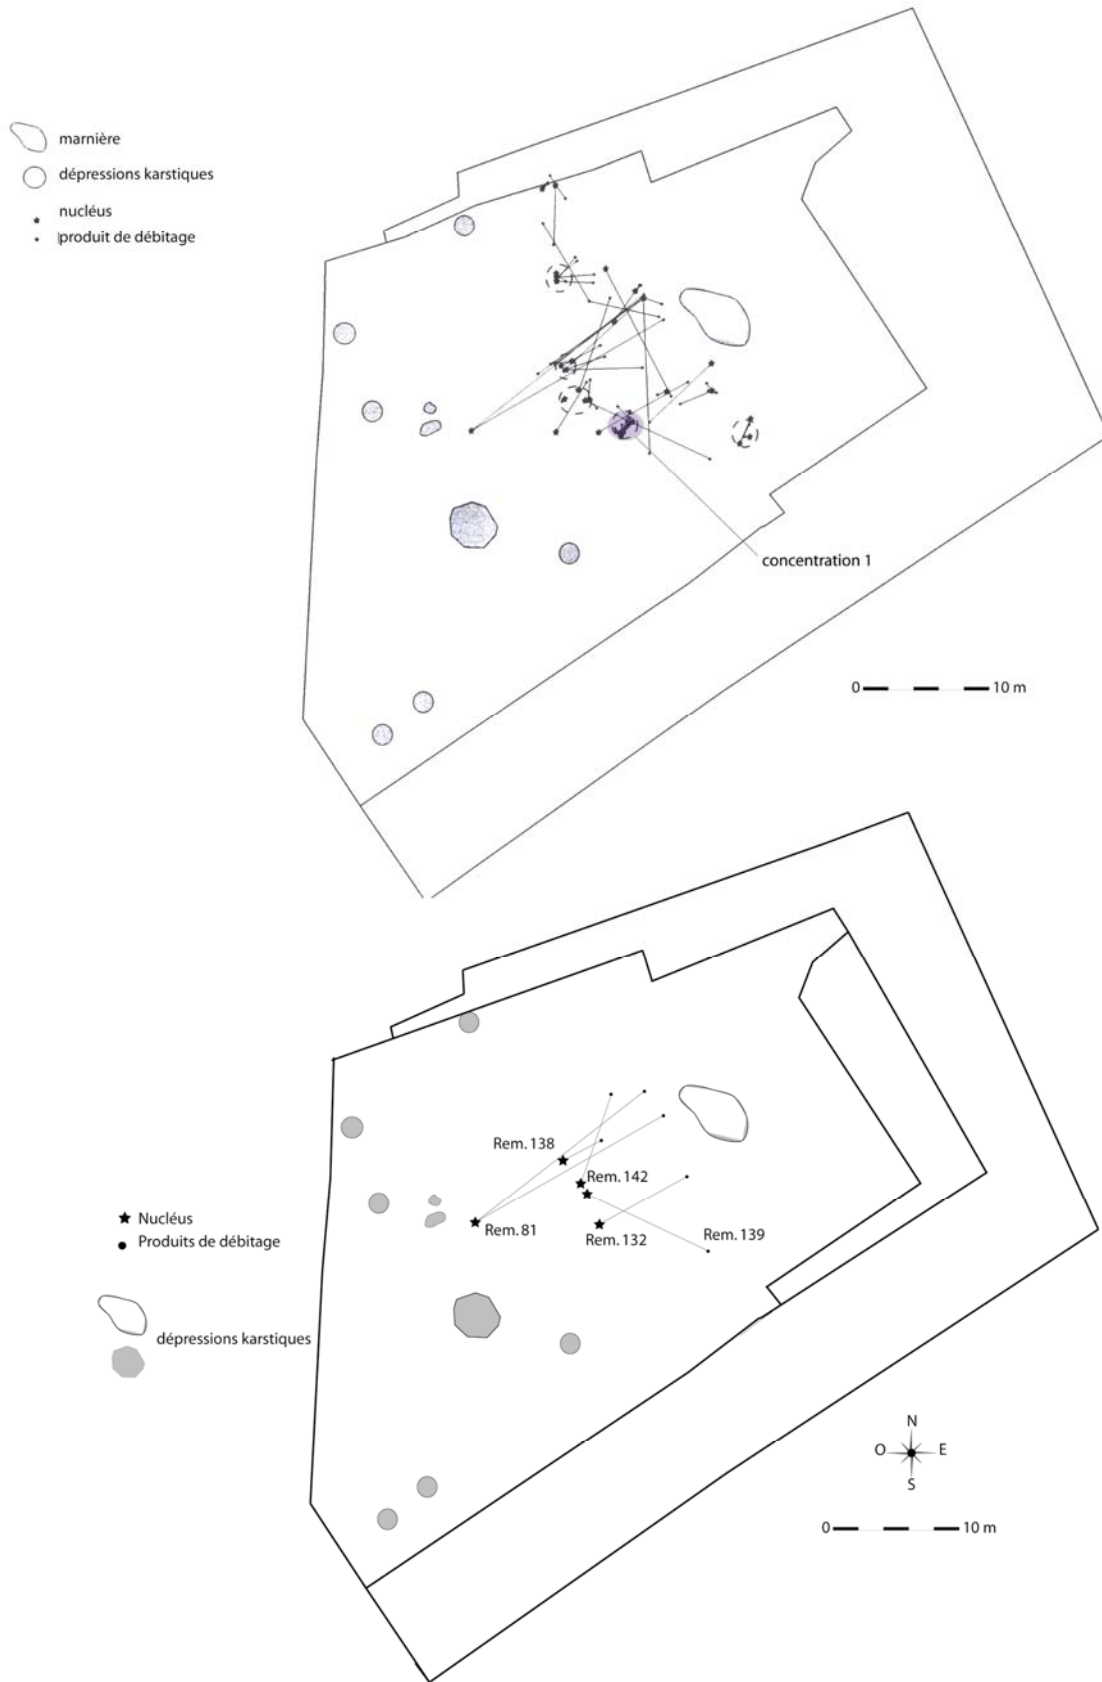 marnière
dépressions karstiques
nucléus
produit de débitage
concentration 1
0 10 m
Rem. 138
Rem. 142
Rem. 81
Rem. 132
Rem. 139
Nucléus
Produits de débitage
dépressions karstiques
N
O E
S
0 10 m